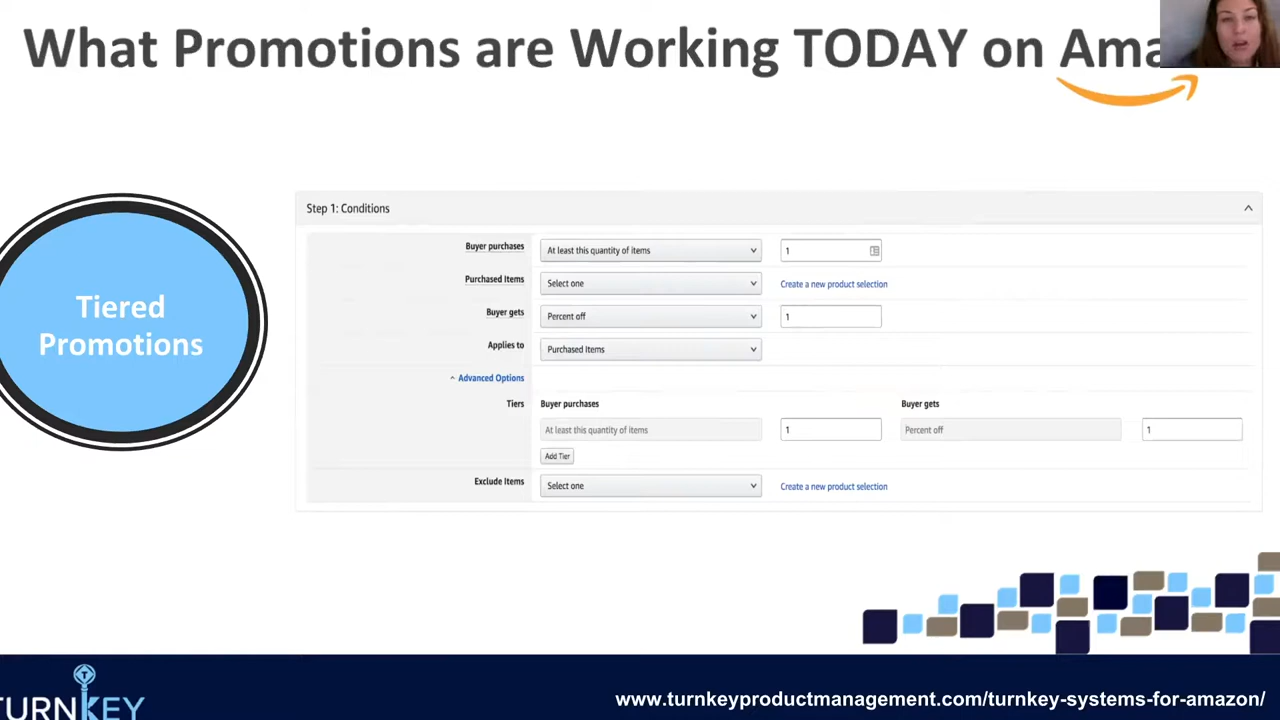 What Promotions are Working TODAY on Ama
Tiered
Promotions
Step 1: Conditions
Buyer purchases At least this quantity of items 1
Purchased Items Select one Create a new product selection
Buyer gets Percent off 1
Applies to Purchased Items
Advanced Options
Tiers Buyer purchases Buyer gets
At least this quantity of items 1 Percent off 1
Add Tier
Exclude Items Select one Create a new product selection
T
TURNKEY
www.turnkeyproductmanagement.com/turnkey-systems-for-amazon/